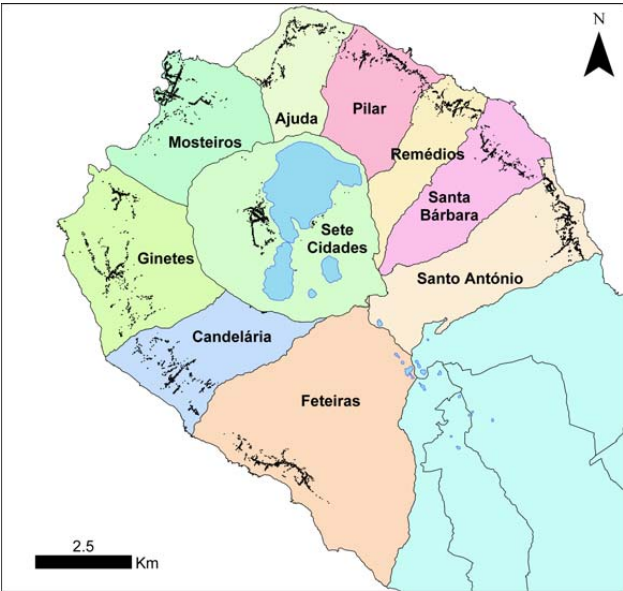 N
Ajuda
Pilar
Mosteiros
Remédios
Santa
Bárbara
Sete
Cidades
Ginetes
Santo António
Candelária
Feteiras
2.5
Km